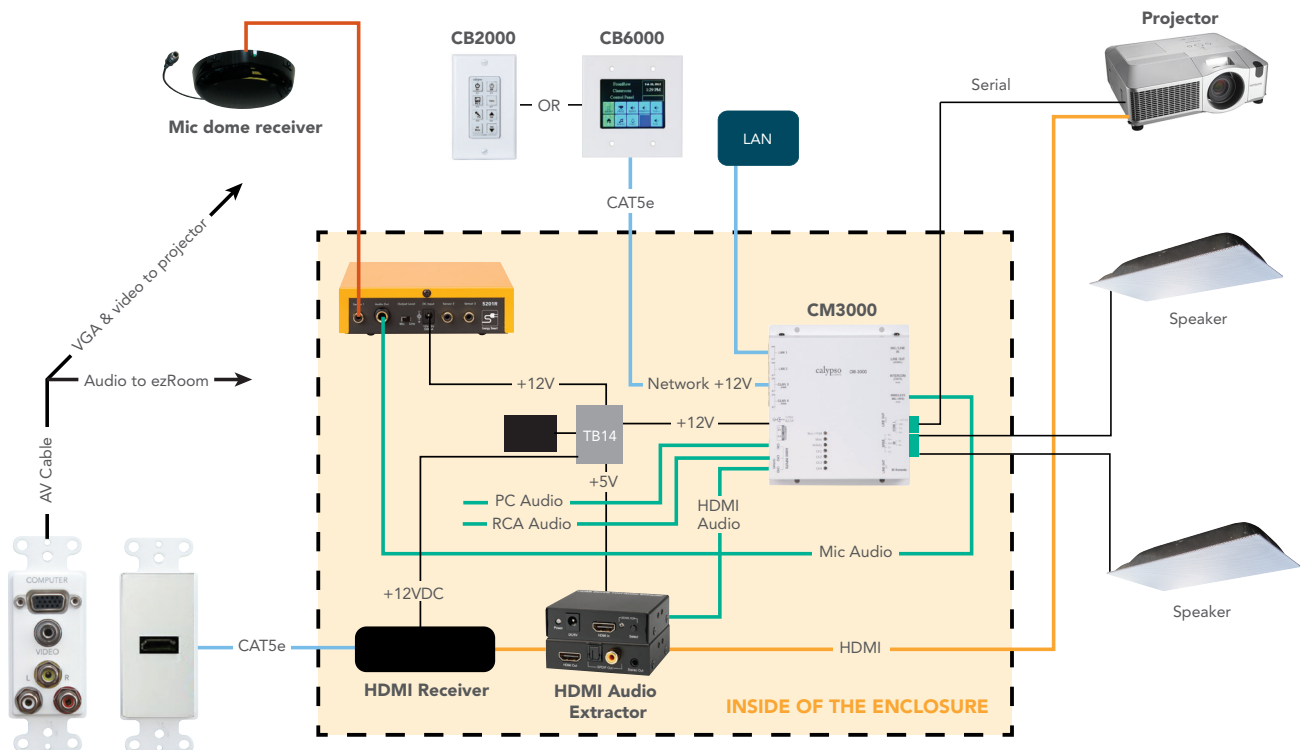 Projector
CB2000
CB6000
OR
Serial
Mic dome receiver
LAN
CAT5e
VGA & video to projector
Audio to ezRoom
AV Cable
Speaker
CM3000
S201R
calypso
Network +12V
+12V
+12V
TB14
+5V
PC Audio
RCA Audio
HDMI
Audio
Mic Audio
+12VDC
COMPUTER
VIDEO
L
R
CAT5e
HDMI Receiver
HDMI Audio
Extractor
HDMI
Speaker
INSIDE OF THE ENCLOSURE